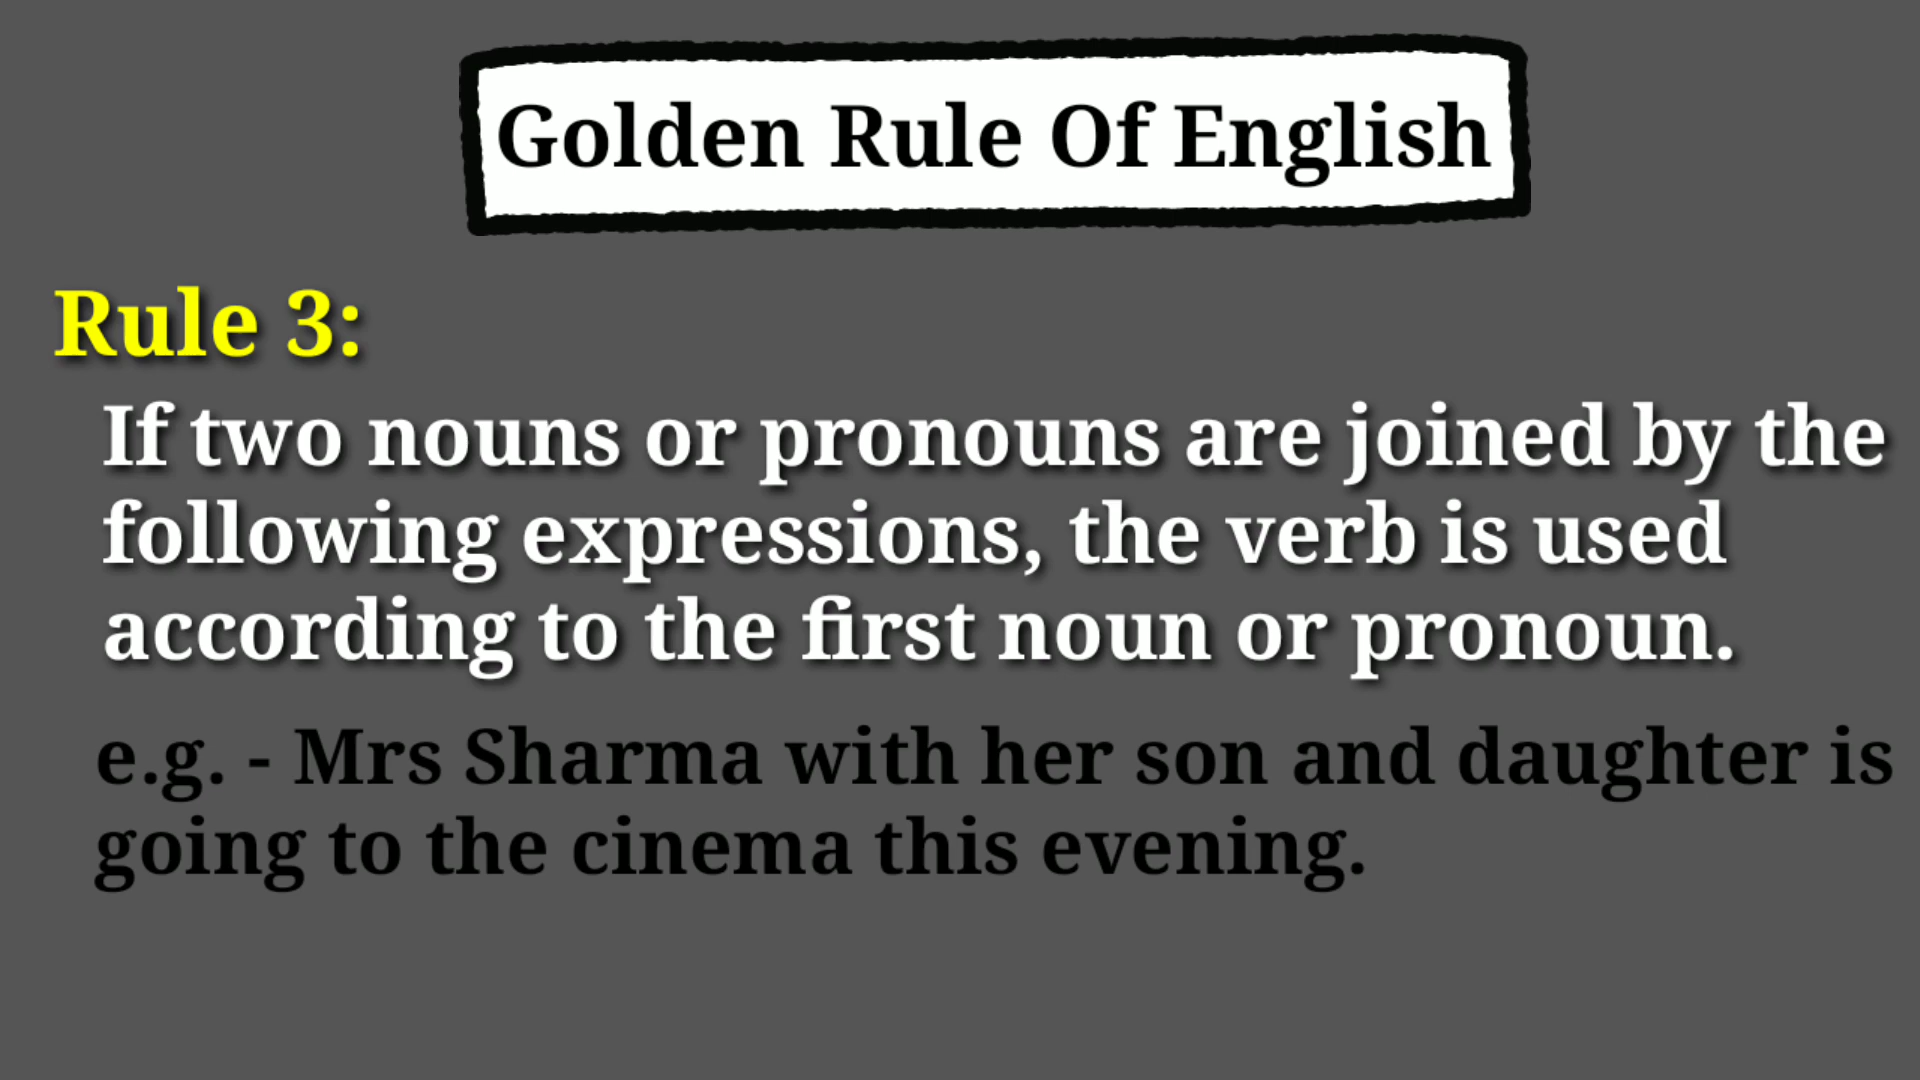 Golden Rule Of English
Rule 3:
If two nouns or pronouns are joined by the
following expressions, the verb is used
according to the first noun or pronoun.
e.g. - Mrs Sharma with her son and daughter is
going to the cinema this evening.